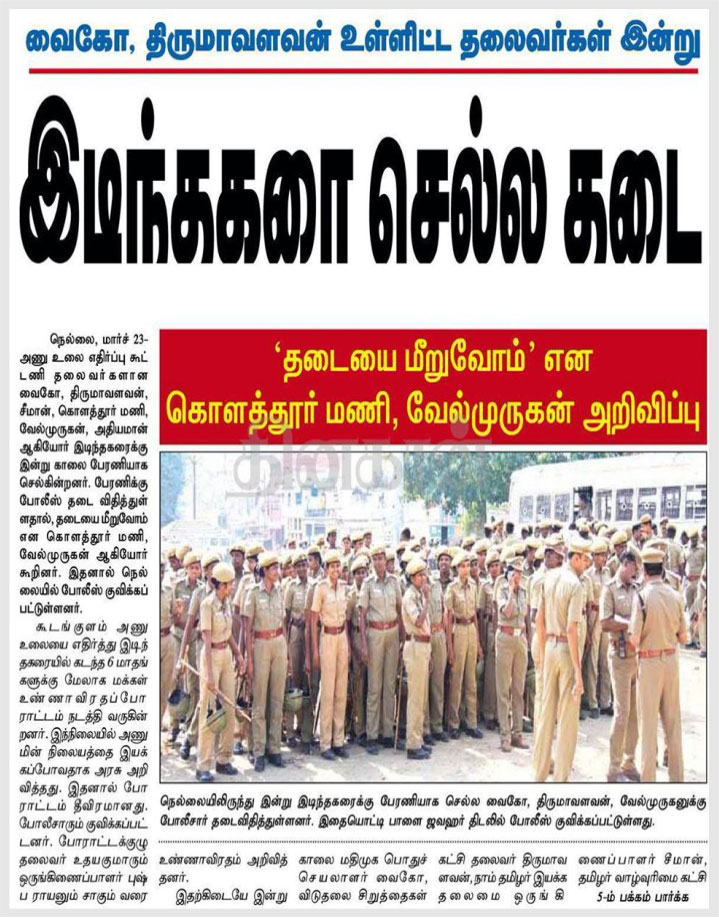 வைகோ, திருமாவளவன் உள்ளிட்ட தலைவர்கள் இன்று
இடிந்தகரை செல்ல தடை
நெல்லை, மார்ச் 23-
அணு உலை எதிர்ப்பு கூட்
டணி தலைவர்களான
வைகோ, திருமாவளவன்,
சீமான், கொளத்தூர் மணி,
வேல்முருகன், அதியமான்
ஆகியோர் இடிந்தகரைக்கு
இன்று காலை பேரணியாக
செல்கின்றனர். பேரணிக்கு
போலீஸ் தடை விதித்துள்
ளதால், தடையை மீறுவோம்
என கொளத்தூர் மணி,
வேல்முருகன் ஆகியோர்
கூறினர். இதனால் நெல்
லையில் போலீஸ் குவிக்கப்
பட்டுள்ளனர்.
கூடங்குளம் அணு
உலையை எதிர்த்து இடிந்
தகரையில் கடந்த 6 மாதங்
களுக்கு மேலாக மக்கள்
உண்ணாவிரதப்போ
ராட்டம் நடத்தி வருகின்
றனர். இந்நிலையில் அணு
மின் நிலையத்தை இயக்
கப்போவதாக அரசு அறி
வித்தது. இதனால் போ
ராட்டம் தீவிரமானது.
போலீசாரும் குவிக்கப்பட்
டனர். போராட்டக்குழு
தலைவர் உதயகுமாரும்
ஒருங்கிணைப்பாளர் புஷ்
ப ராயனும் சாகும் வரை
'தடையை மீறுவோம்' என
கொளத்தூர் மணி, வேல்முருகன் அறிவிப்பு
தினகரன்
நெல்லையிலிருந்து இன்று இடிந்தகரைக்கு பேரணியாக செல்ல வைகோ, திருமாவளவன், வேல்முருகனுக்கு
போலீசார் தடைவிதித்துள்ளனர். இதையொட்டி பாளை ஜவஹர் திடலில் போலீஸ் குவிக்கப்பட்டுள்ளது.
உண்ணாவிரதம் அறிவித்
தனர்.
இதற்கிடையே இன்று
காலை மதிமுக பொதுச்
செயலாளர் வைகோ,
விடுதலை சிறுத்தைகள்
கட்சி தலைவர் திருமாவ
ளவன், நாம் தமிழர் இயக்க
தலைமை ஒருங்கி
ணைப்பாளர் சீமான்,
தமிழர் வாழ்வுரிமை கட்சி
5-ம் பக்கம் பார்க்க